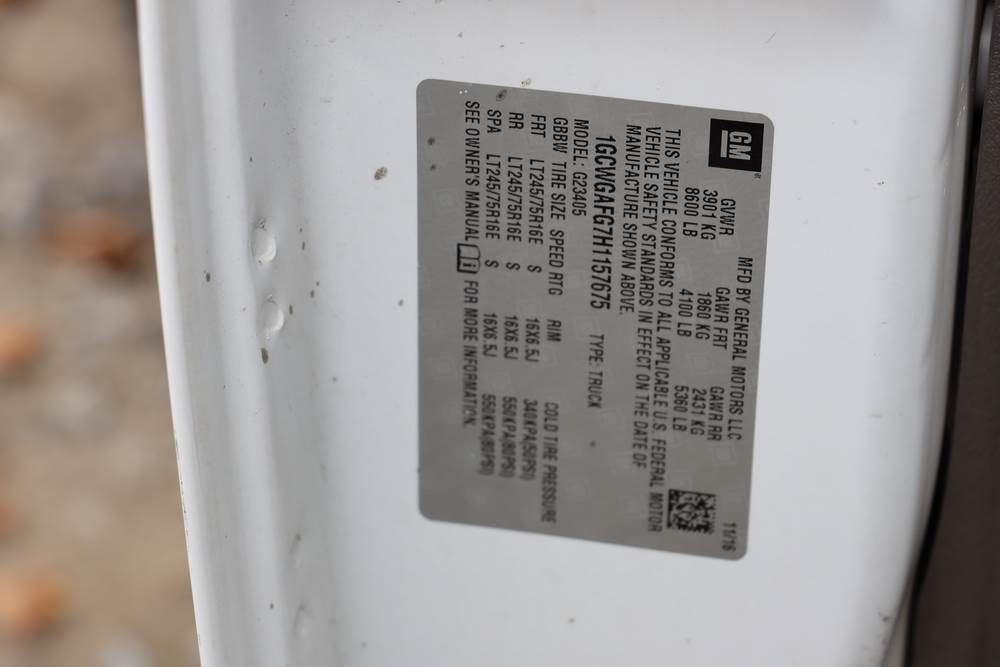 GM
MFD BY GENERAL MOTORS LLC 11/16
GVWR GAWR FRT GAWR RR
3901 KG 1860 KG 2431 KG
8600 LB 4100 LB 5360 LB
THIS VEHICLE CONFORMS TO ALL APPLICABLE U.S. FEDERAL MOTOR
VEHICLE SAFETY STANDARDS IN EFFECT ON THE DATE OF
MANUFACTURE SHOWN ABOVE.
1GCWGAFG7H1157675 TYPE: TRUCK
MODEL: G23405
GBBW TIRE SIZE SPEED RTG RIM COLD TIRE PRESSURE
FRT LT245/75R16E S 16X6.5J 340KPA(50PSI)
RR LT245/75R16E S 16X6.5J 550KPA(80PSI)
SPA LT245/75R16E S 16X6.5J 550KPA(80PSI)
SEE OWNER'S MANUAL FOR MORE INFORMATION.